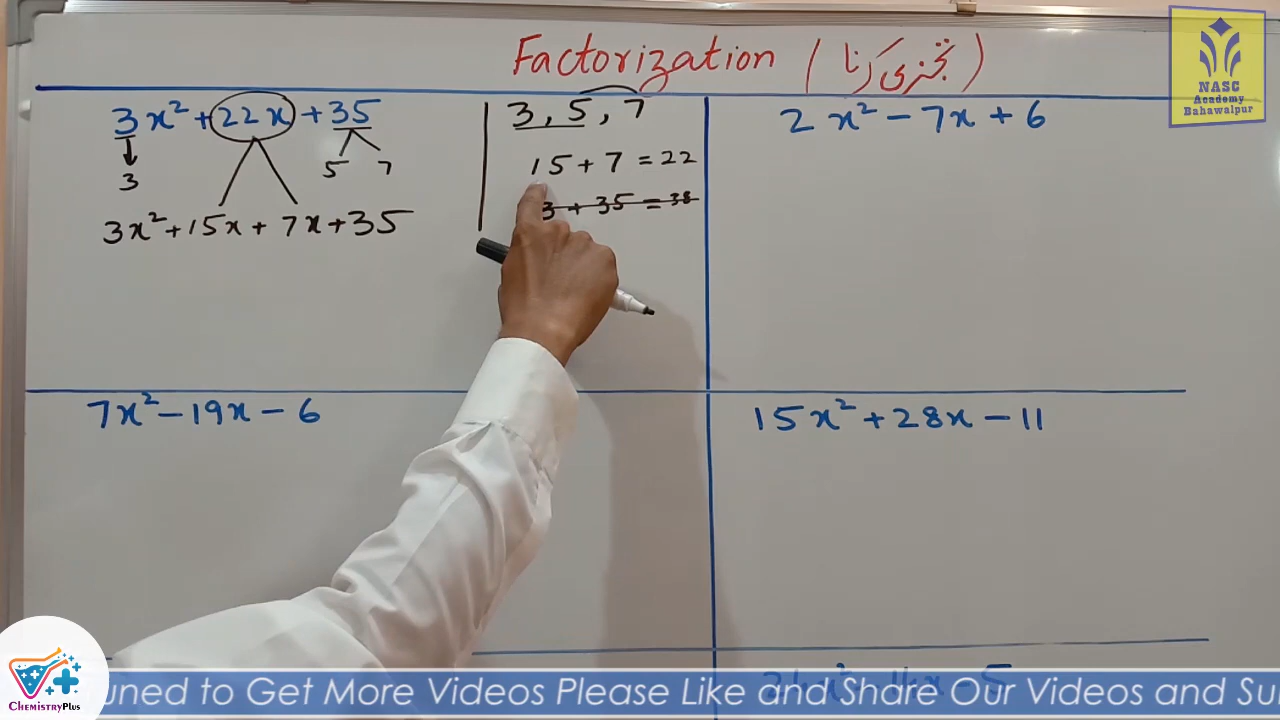 Factorization (تجزی کرنا)
NASC
Academy
Bahawalpur
3x² + 22x + 35
3
5 7
3x² + 15x + 7x + 35
3, 5, 7
15 + 7 = 22
3 + 35 = 38
2x² - 7x + 6
7x² - 19x - 6
15x² + 28x - 11
ChemistryPlus
uned to Get More Videos Please Like and Share Our Videos and Su